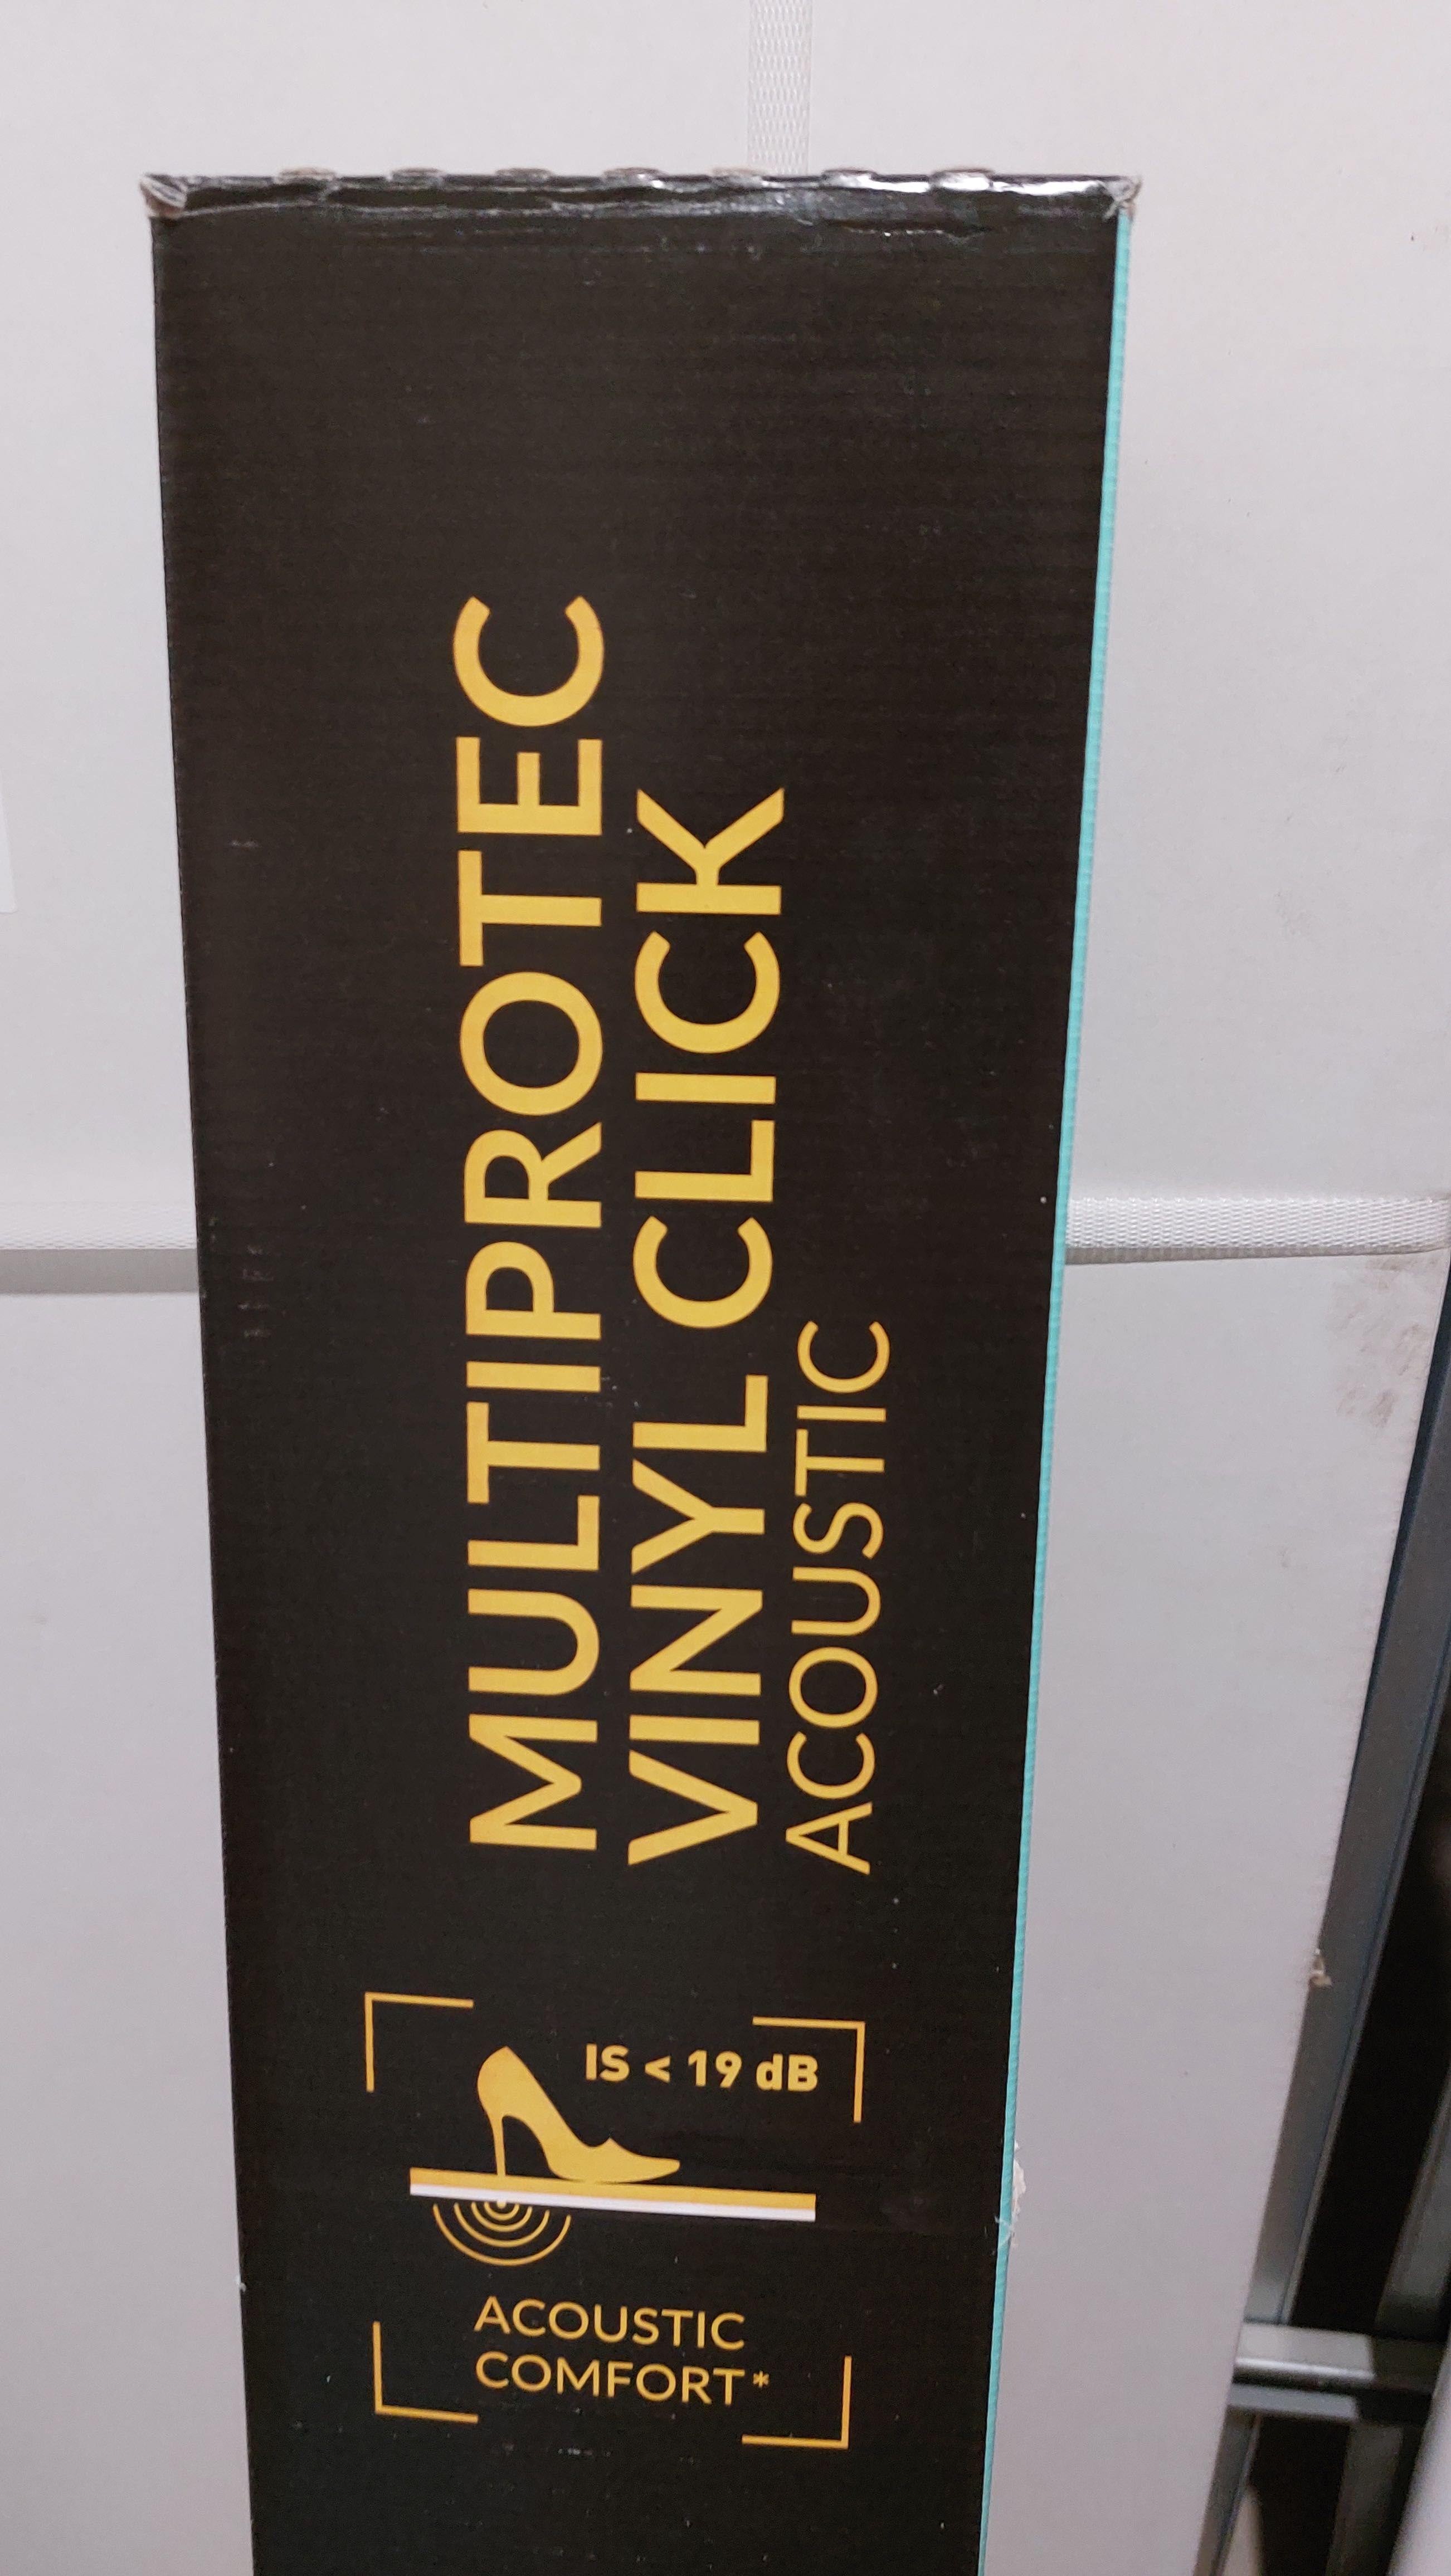 MULTIPROTEC
VINYL CLICK
ACOUSTIC
IS < 19 dB
ACOUSTIC
COMFORT*